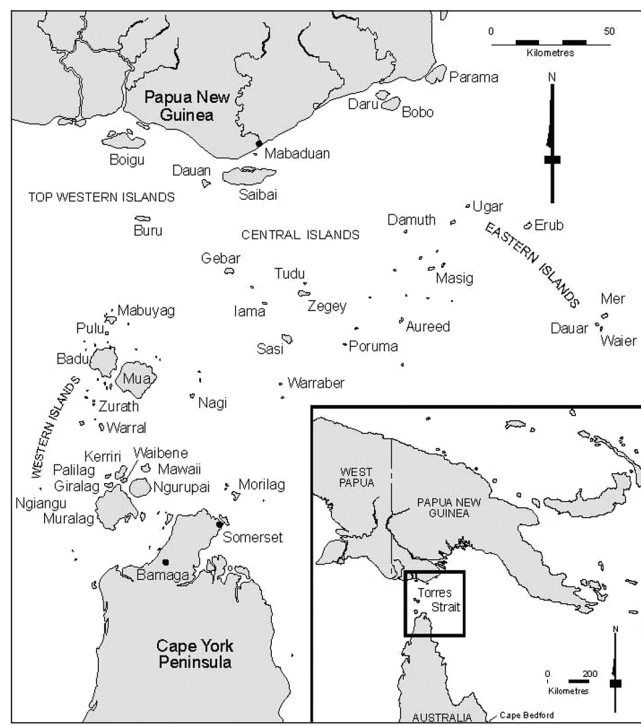 0
50
Kilometres
N
Papua New
Guinea
Parama
Daru
Bobo
Mabaduan
Boigu
Dauan
Saibai
TOP WESTERN ISLANDS
Buru
Ugar
Damuth
Erub
CENTRAL ISLANDS
EASTERN ISLANDS
Gebar
Tudu
Masig
Iama
Zegey
Mer
Mabuyag
Pulu
Aureed
Dauar
Waier
Sasi
Poruma
Badu
Mua
Warraber
Zurath
Nagi
WESTERN ISLANDS
Warral
Kerriri
Waibene
Palilag
Mawaii
Giralag
Ngurupai
Morilag
Ngiangu
Muralag
Somerset
Bamaga
Cape York
Peninsula
WEST
PAPUA
PAPUA NEW
GUINEA
Torres
Strait
N
0
200
Kilometres
AUSTRALIA
Cape Bedford